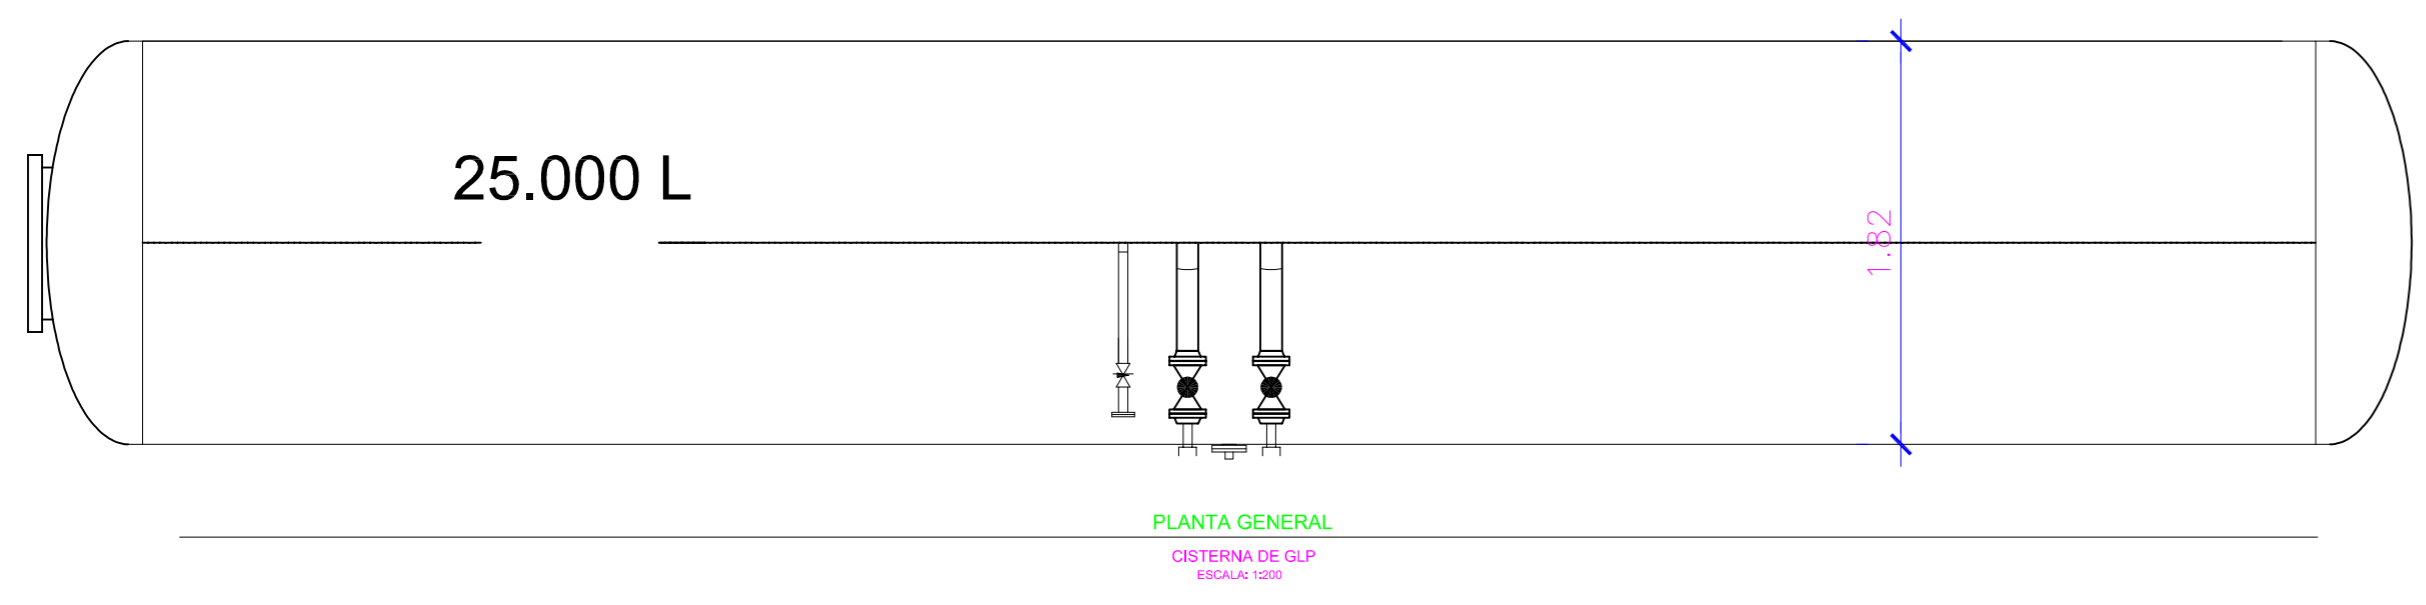 25.000 L
1.82
PLANTA GENERAL
CISTERNA DE GLP
ESCALA: 1:200